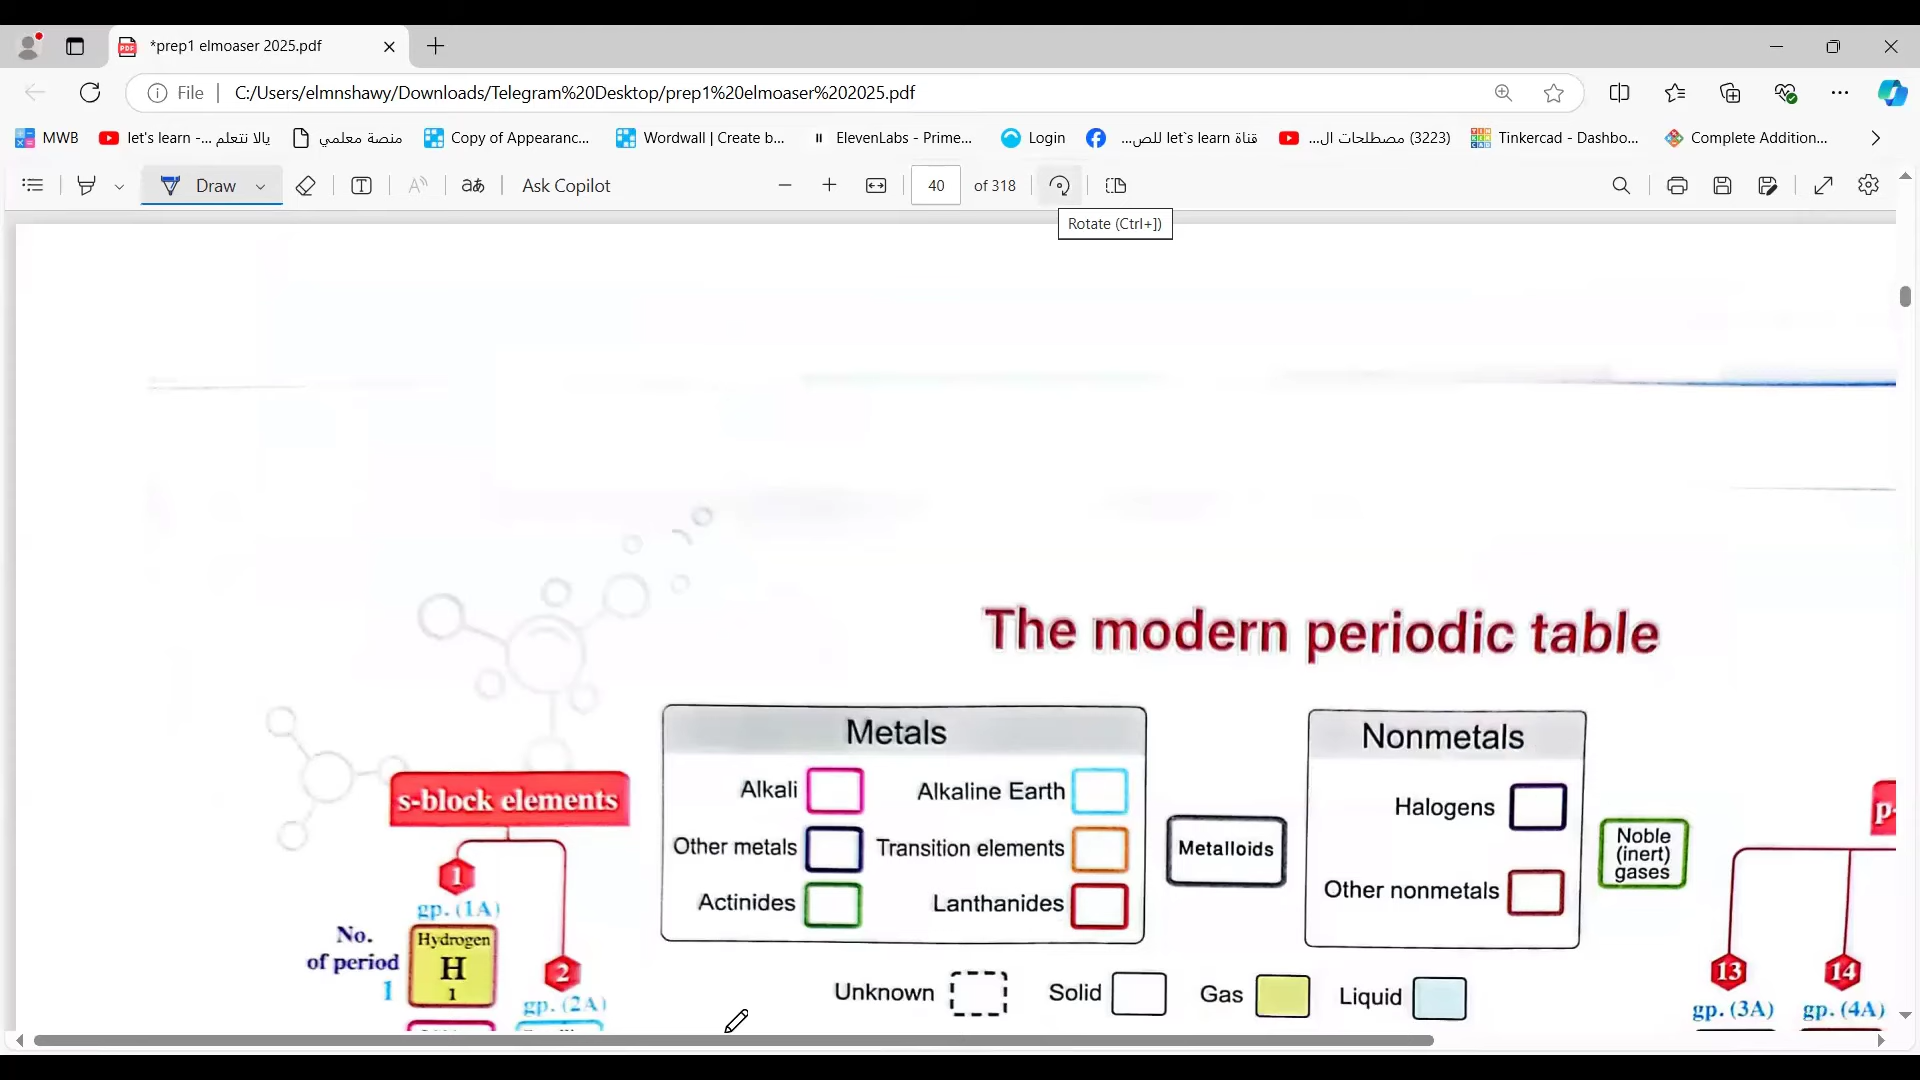 *prep1 elmoaser 2025.pdf
File
C:/Users/elmnshawy/Downloads/Telegram%20Desktop/prep1%20elmoaser%202025.pdf
MWB
let's learn -... يالا نتعلم
منصة معلمي
Copy of Appearanc...
Wordwall | Create b...
ElevenLabs - Prime...
Login
قناة let`s learn للص...
(3223) مصطلحات ال...
Tinkercad - Dashbo...
Complete Addition...
Draw
Ask Copilot
40 of 318
Rotate (Ctrl+])
The modern periodic table
Metals
Alkali
Alkaline Earth
Other metals
Transition elements
Actinides
Lanthanides
Metalloids
Nonmetals
Halogens
Other nonmetals
Noble
(inert)
gases
s-block elements
1
gp. (1A)
No.
of period
1
Hydrogen
H
1
2
gp. (2A)
Unknown
Solid
Gas
Liquid
p-
13
gp. (3A)
14
gp. (4A)